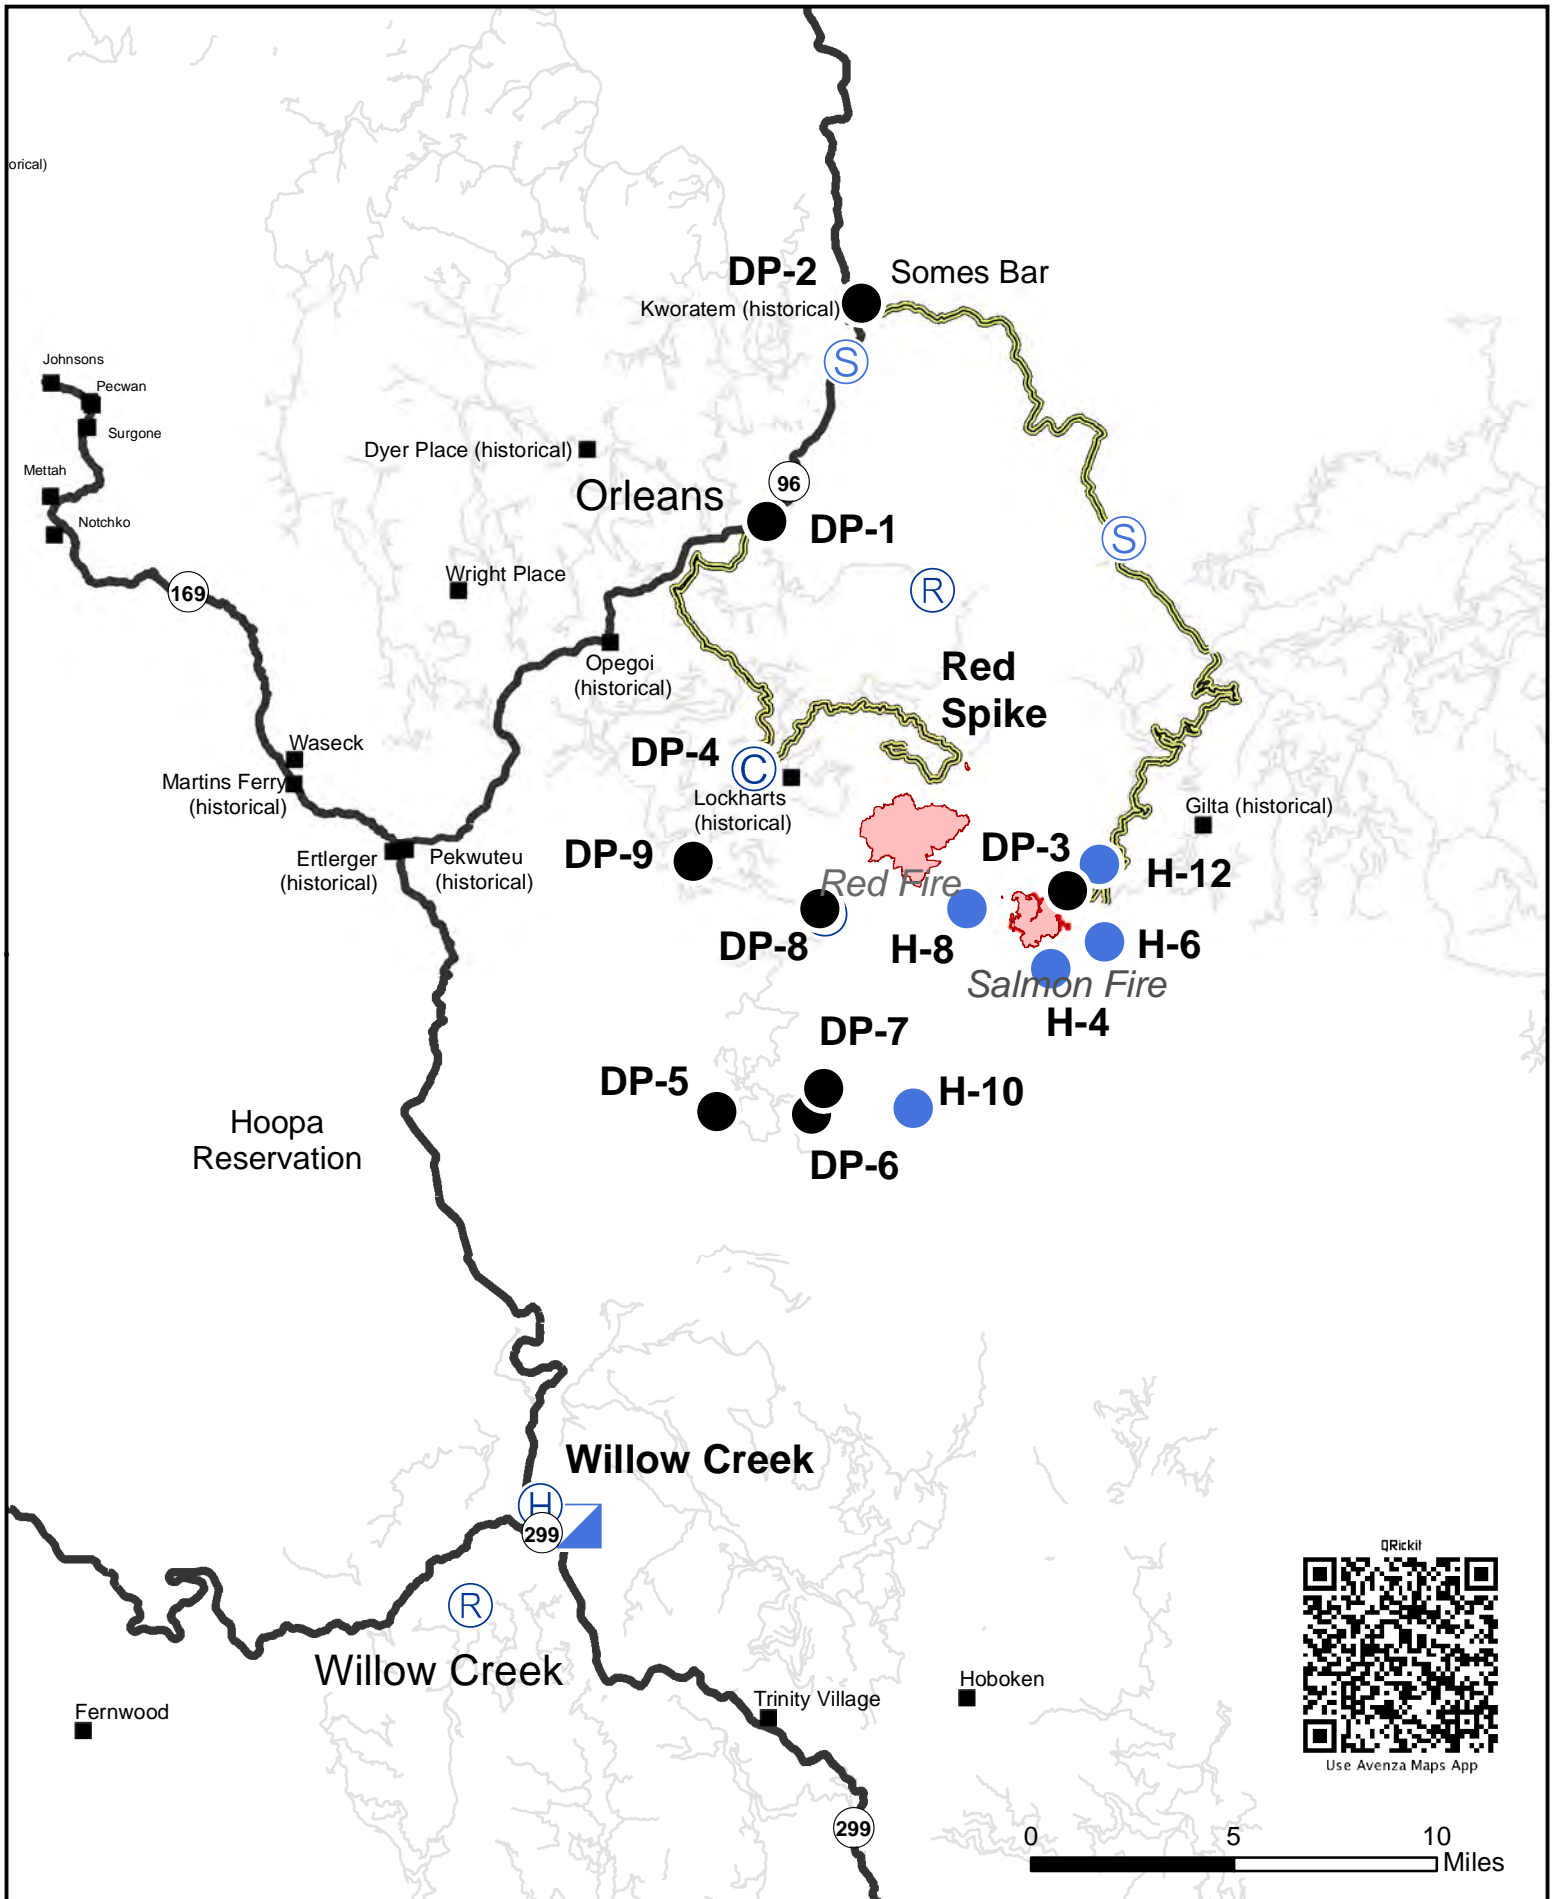 orical)
DP-2
Somes Bar
Kworatem (historical)
S
Johnsons
Pecwan
Surgone
Dyer Place (historical)
Mettah
96
Orleans
Notchko
DP-1
S
Wright Place
169
R
Opegoi
(historical)
Red
Spike
Waseck
DP-4
C
Martins Ferry
(historical)
Lockharts
(historical)
Gilta (historical)
Ertlerger
(historical)
Pekwuteu
(historical)
DP-9
DP-3
H-12
Red Fire
DP-8
H-8
H-6
Salmon Fire
H-4
DP-7
DP-5
H-10
DP-6
Hoopa
Reservation
Willow Creek
H
299
R
Willow Creek
QRickit
Use Avenza Maps App
Hoboken
Trinity Village
Fernwood
299
0 5 10
Miles